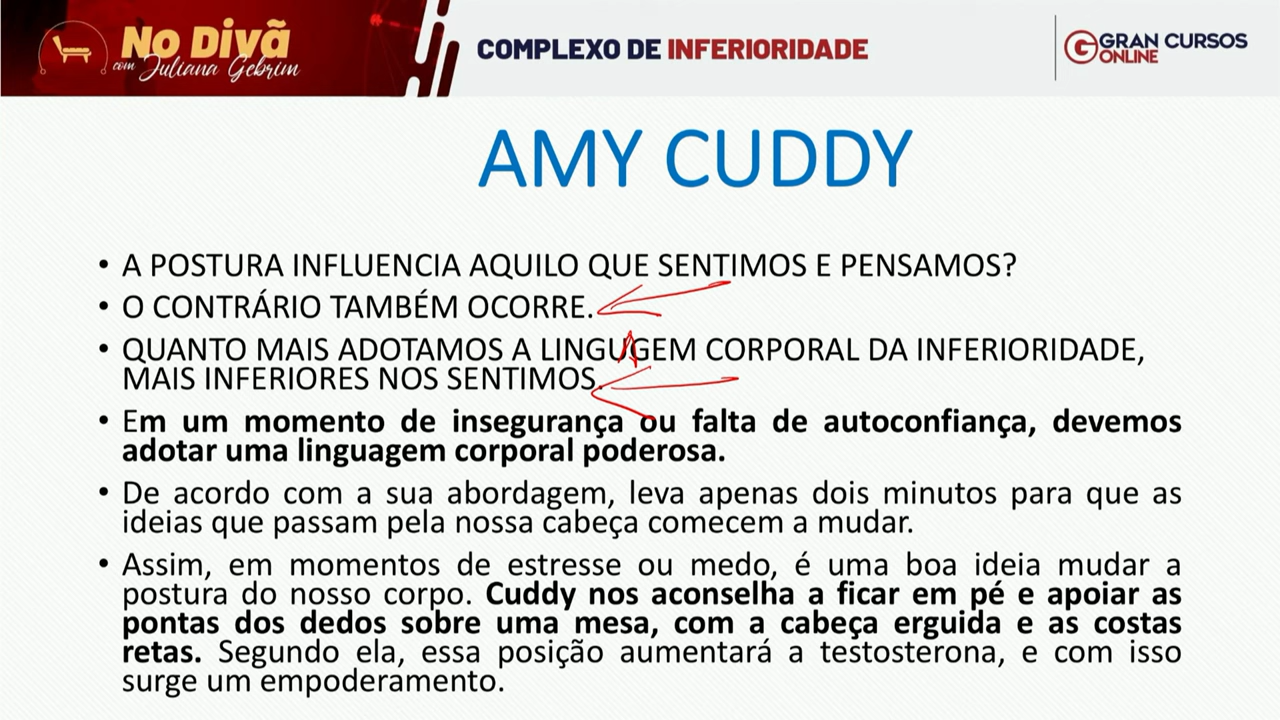 No Divã
com Juliana Gebrim
COMPLEXO DE INFERIORIDADE
GRAN CURSOS
ONLINE
AMY CUDDY
• A POSTURA INFLUENCIA AQUILO QUE SENTIMOS E PENSAMOS?
• O CONTRÁRIO TAMBÉM OCORRE.
• QUANTO MAIS ADOTAMOS A LINGUAGEM CORPORAL DA INFERIORIDADE,
MAIS INFERIORES NOS SENTIMOS.
• Em um momento de insegurança ou falta de autoconfiança, devemos
adotar uma linguagem corporal poderosa.
• De acordo com a sua abordagem, leva apenas dois minutos para que as
ideias que passam pela nossa cabeça comecem a mudar.
• Assim, em momentos de estresse ou medo, é uma boa ideia mudar a
postura do nosso corpo. Cuddy nos aconselha a ficar em pé e apoiar as
pontas dos dedos sobre uma mesa, com a cabeça erguida e as costas
retas. Segundo ela, essa posição aumentará a testosterona, e com isso
surge um empoderamento.